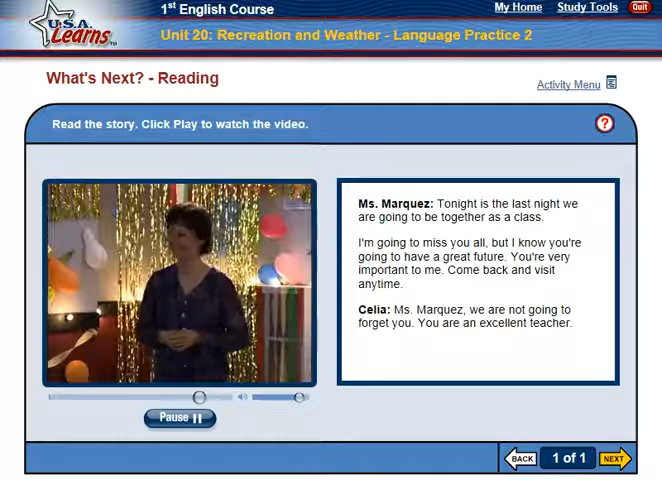 U.S.A.
Learns™
1st English Course
My Home
Study Tools
Quit
Unit 20: Recreation and Weather - Language Practice 2
What's Next? - Reading
Activity Menu
Read the story. Click Play to watch the video.
?
Ms. Marquez: Tonight is the last night we
are going to be together as a class.
I'm going to miss you all, but I know you're
going to have a great future. You're very
important to me. Come back and visit
anytime.
Celia: Ms. Marquez, we are not going to
forget you. You are an excellent teacher.
Pause
BACK
1 of 1
NEXT